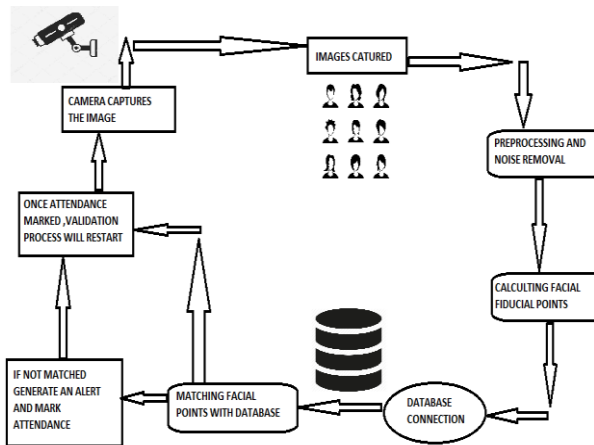 IMAGES CATURED
CAMERA CAPTURES
THE IMAGE
PREPROCESSING AND
NOISE REMOVAL
ONCE ATTENDANCE
MARKED ,VALIDATION
PROCESS WILL RESTART
CALCULTING FACIAL
FIDUCIAL POINTS
IF NOT MATCHED
GENERATE AN ALERT
AND MARK
ATTENDANCE
MATCHING FACIAL
POINTS WITH DATABASE
DATABASE
CONNECTION